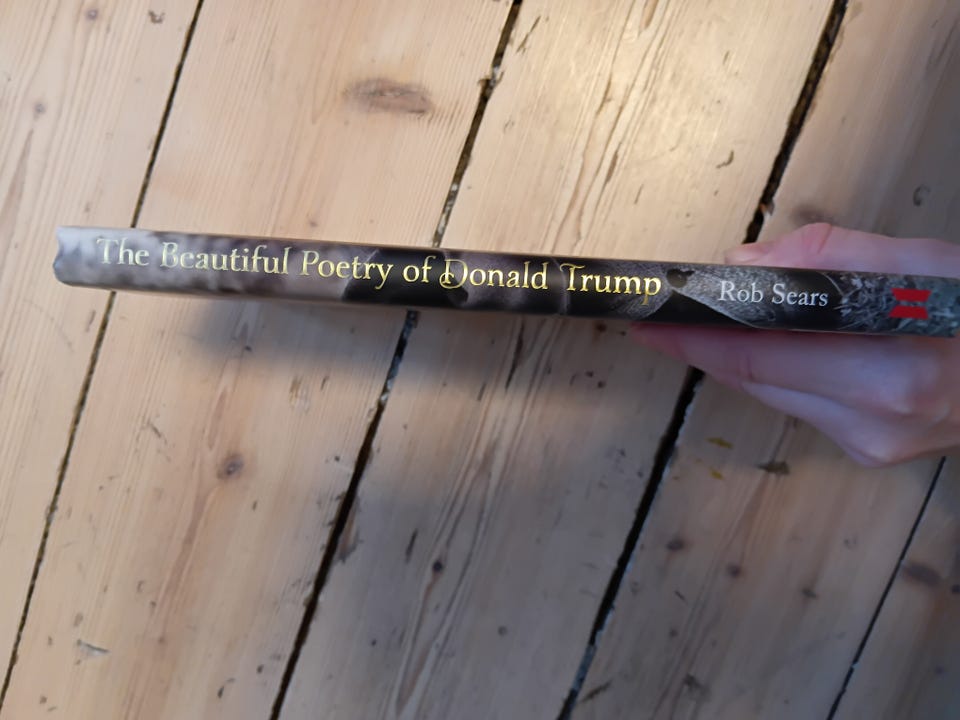 The Beautiful Poetry of Donald Trump
Rob Sears